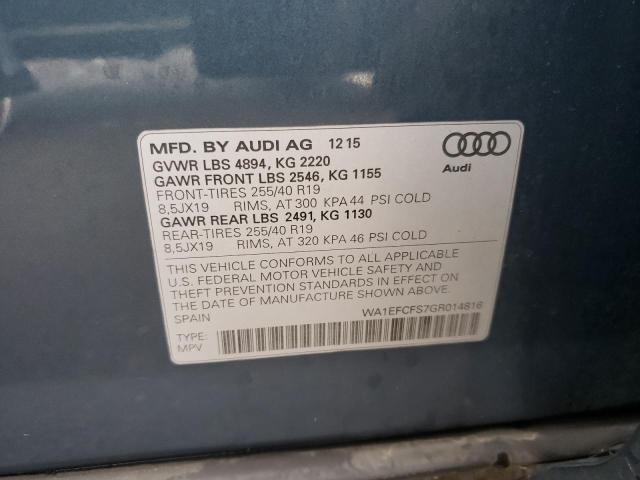 MFD. BY AUDI AG 12 15
GVWR LBS 4894, KG 2220
GAWR FRONT LBS 2546, KG 1155
FRONT-TIRES 255/40 R19
8,5JX19 RIMS, AT 300 KPA 44 PSI COLD
GAWR REAR LBS 2491, KG 1130
REAR-TIRES 255/40 R19
8,5JX19 RIMS, AT 320 KPA 46 PSI COLD
Audi
THIS VEHICLE CONFORMS TO ALL APPLICABLE
U.S. FEDERAL MOTOR VEHICLE SAFETY AND
THEFT PREVENTION STANDARDS IN EFFECT ON
THE DATE OF MANUFACTURE SHOWN ABOVE.
SPAIN
WA1EFCFS7GR014816
TYPE:
MPV